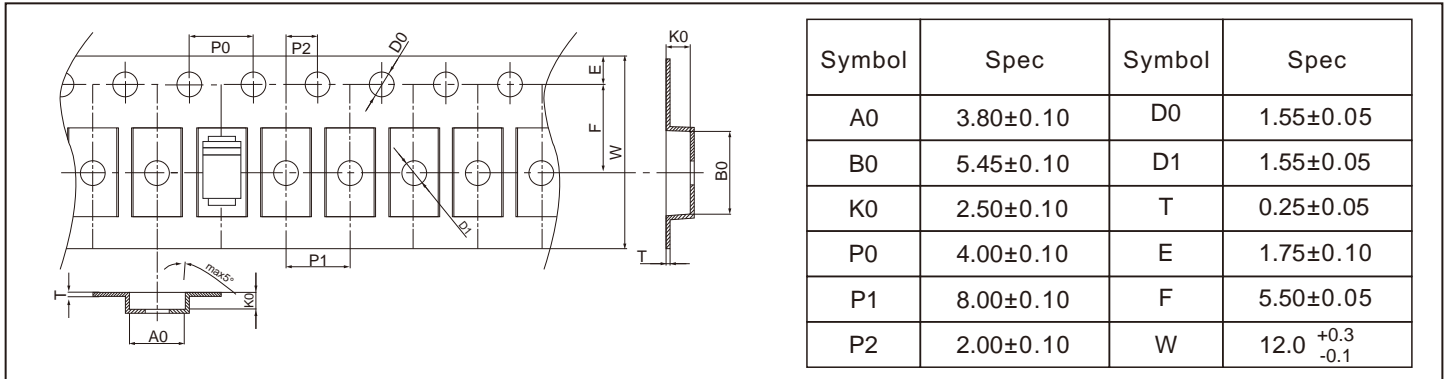 P0
P2
D0
E
F
W
D1
P1
T
max5°
K0
A0
K0
B0
T
Symbol Spec Symbol Spec
A0 3.80±0.10 D0 1.55±0.05
B0 5.45±0.10 D1 1.55±0.05
K0 2.50±0.10 T 0.25±0.05
P0 4.00±0.10 E 1.75±0.10
P1 8.00±0.10 F 5.50±0.05
P2 2.00±0.10 W 12.0 +0.3 -0.1